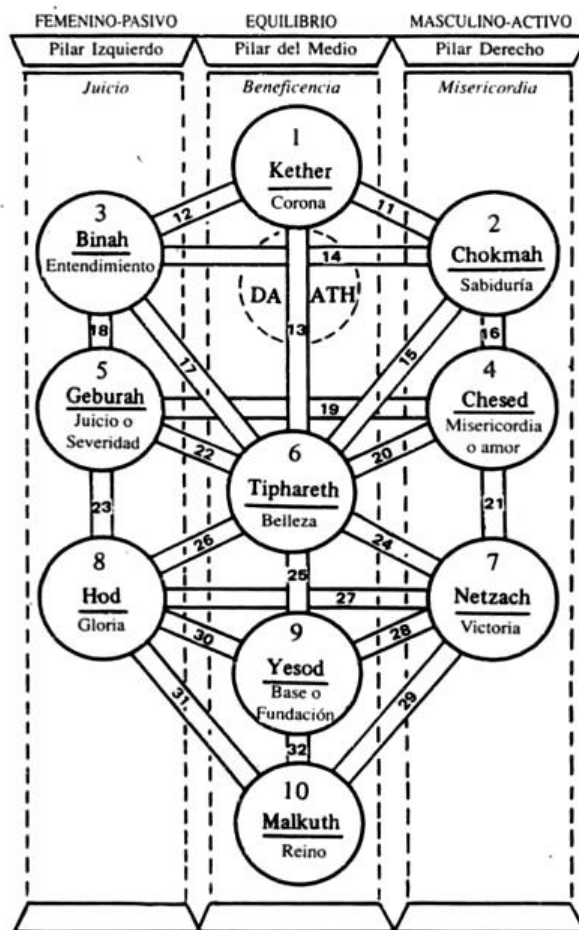 FEMENINO-PASIVO
EQUILIBRIO
MASCULINO-ACTIVO
Pilar Izquierdo
Pilar del Medio
Pilar Derecho
Juicio
Beneficencia
Misericordia
1
Kether
Corona
12
11
3
Binah
Entendimiento
2
Chokmah
Sabiduría
14
DA ATH
13
18
17
15
16
5
Geburah
Juicio o
Severidad
4
Chesed
Misericordia
o amor
19
22
20
6
Tiphareth
Belleza
23
21
26
24
25
8
Hod
Gloria
7
Netzach
Victoria
27
30
28
9
Yesod
Base o
Fundación
31
29
32
10
Malkuth
Reino